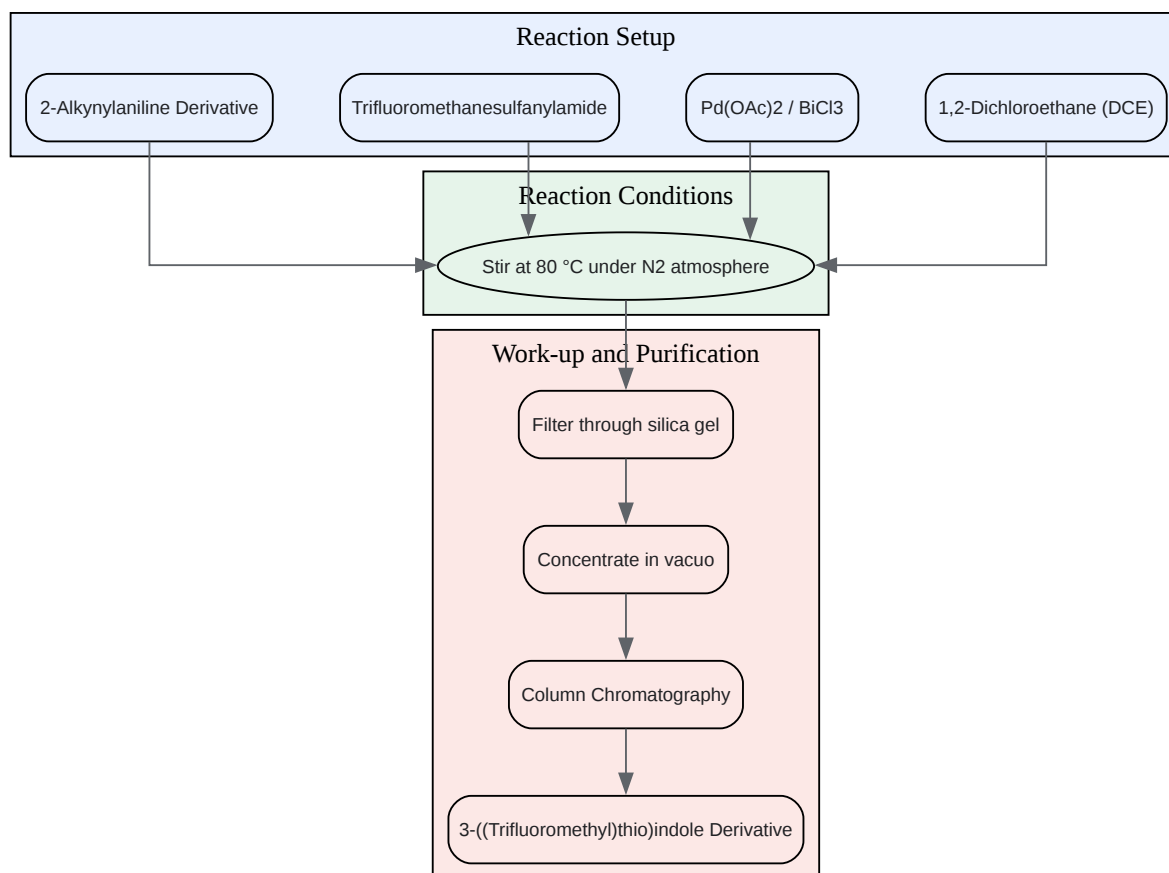 Reaction Setup
2-Alkynylaniline Derivative
Trifluoromethanesulfanylamide
Pd(OAc)2 / BiCl3
1,2-Dichloroethane (DCE)
Reaction Conditions
Stir at 80 °C under N2 atmosphere
Work-up and Purification
Filter through silica gel
Concentrate in vacuo
Column Chromatography
3-((Trifluoromethyl)thio)indole Derivative